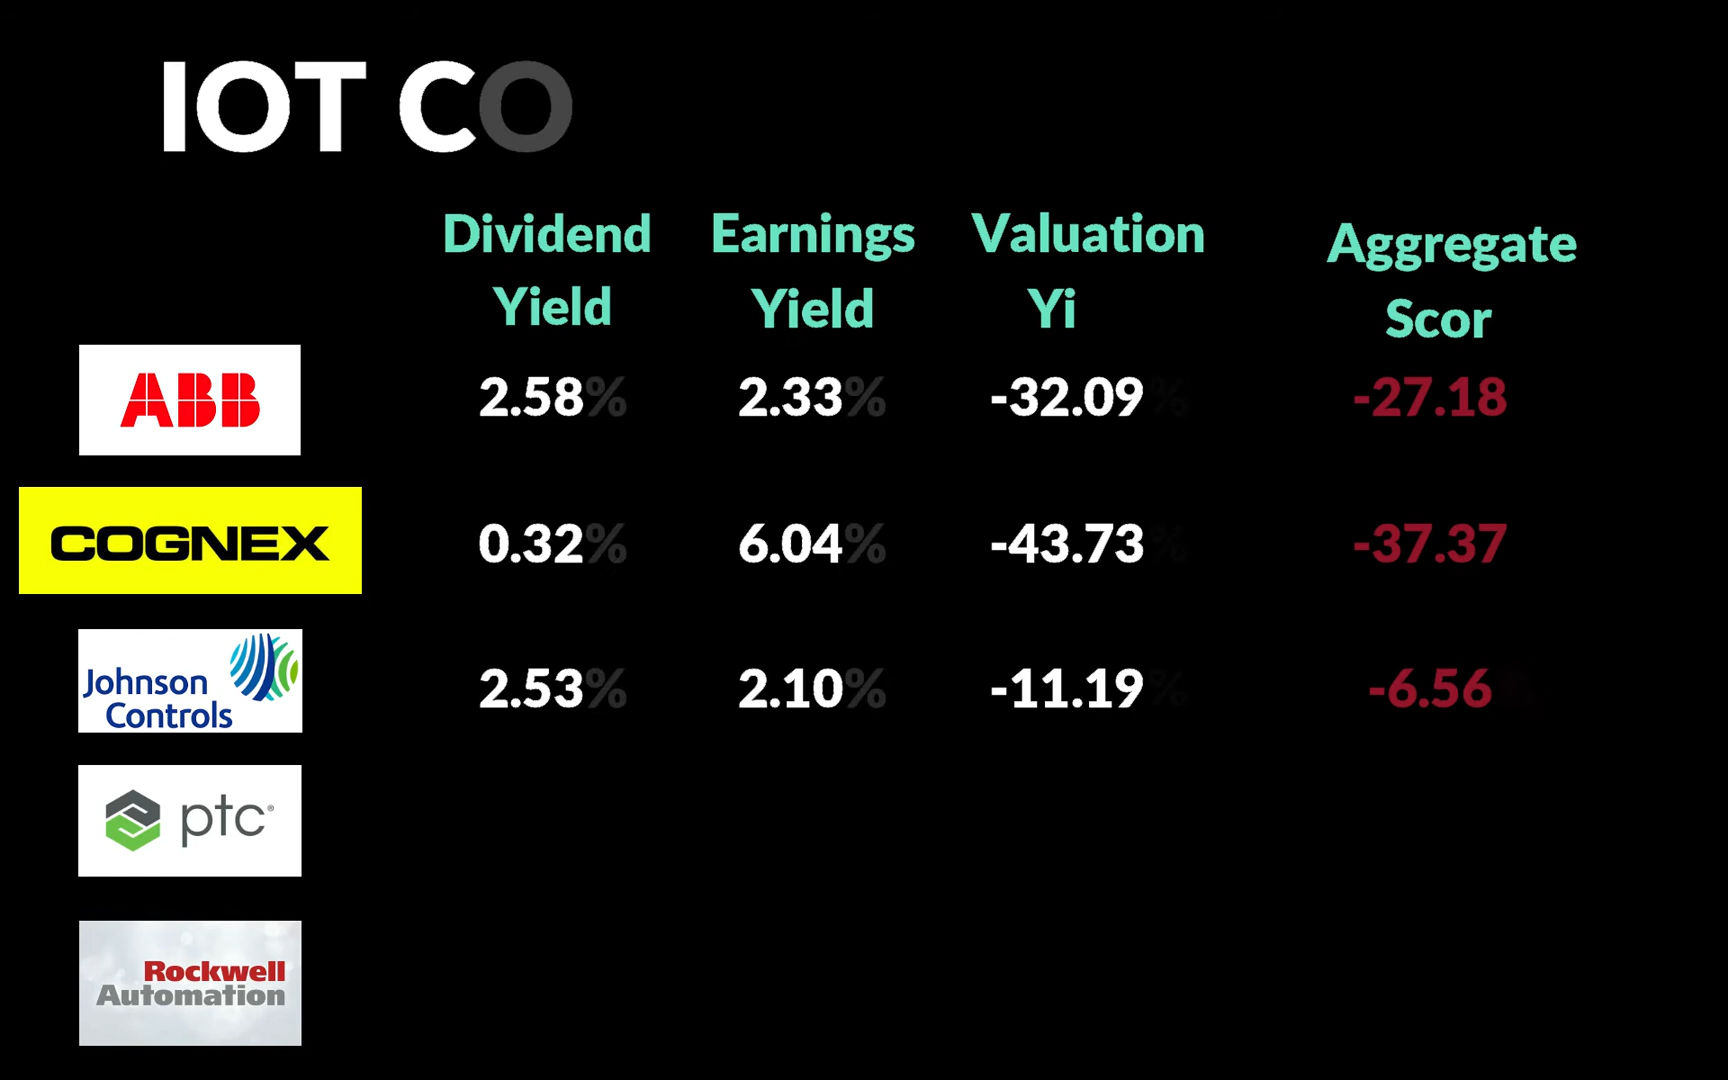 IOT CO
Dividend Earnings Valuation Aggregate
Yield Yield Yi Scor
ABB 2.58% 2.33% -32.09% -27.18
COGNEX 0.32% 6.04% -43.73% -37.37
Johnson
Controls 2.53% 2.10% -11.19% -6.56
ptc®
Rockwell
Automation